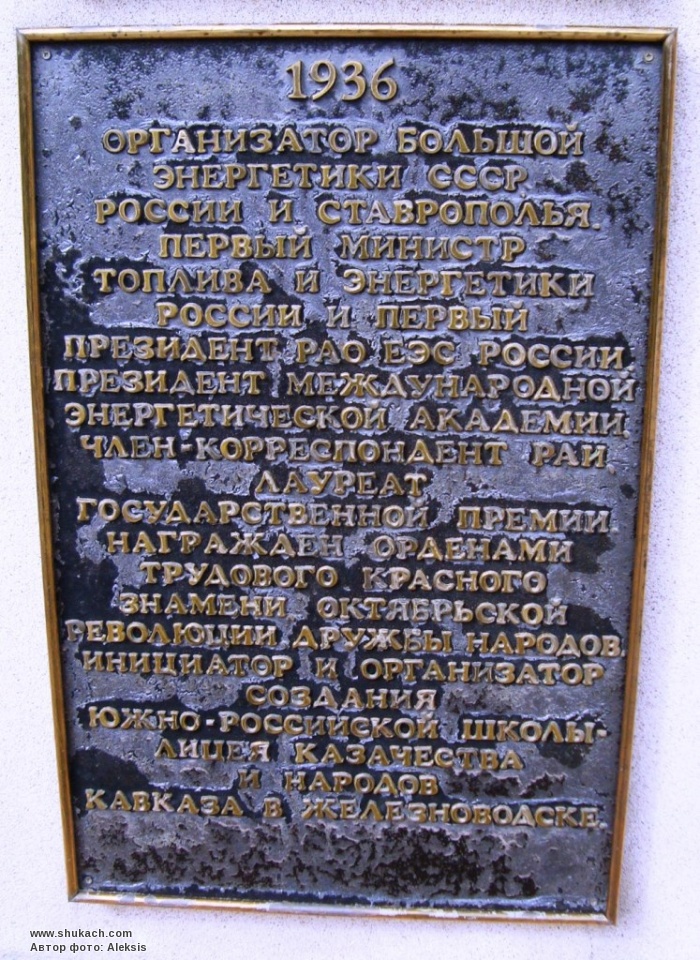 1936
ОРГАНИЗАТОР БОЛЬШОЙ
ЭНЕРГЕТИКИ СССР
РОССИИ И СТАВРОПОЛЬЯ.
ПЕРВЫЙ МИНИСТР
ТОПЛИВА И ЭНЕРГЕТИКИ
РОССИИ И ПЕРВЫЙ
ПРЕЗИДЕНТ РАО ЕЭС РОССИИ.
ПРЕЗИДЕНТ МЕЖДУНАРОДНОЙ
ЭНЕРГЕТИЧЕСКОЙ АКАДЕМИИ.
ЧЛЕН-КОРРЕСПОНДЕНТ РАИ.
ЛАУРЕАТ
ГОСУДАРСТВЕННОЙ ПРЕМИИ.
НАГРАЖДЕН ОРДЕНАМИ
ТРУДОВОГО КРАСНОГО
ЗНАМЕНИ ОКТЯБРЬСКОЙ
РЕВОЛЮЦИИ ДРУЖБЫ НАРОДОВ.
ИНИЦИАТОР И ОРГАНИЗАТОР
СОЗДАНИЯ
ЮЖНО-РОССИЙСКОЙ ШКОЛЫ-
ЛИЦЕЯ КАЗАЧЕСТВА
И НАРОДОВ
КАВКАЗА В ЖЕЛЕЗНОВОДСКЕ.
www.shukach.com
Автор фото: Aleksis